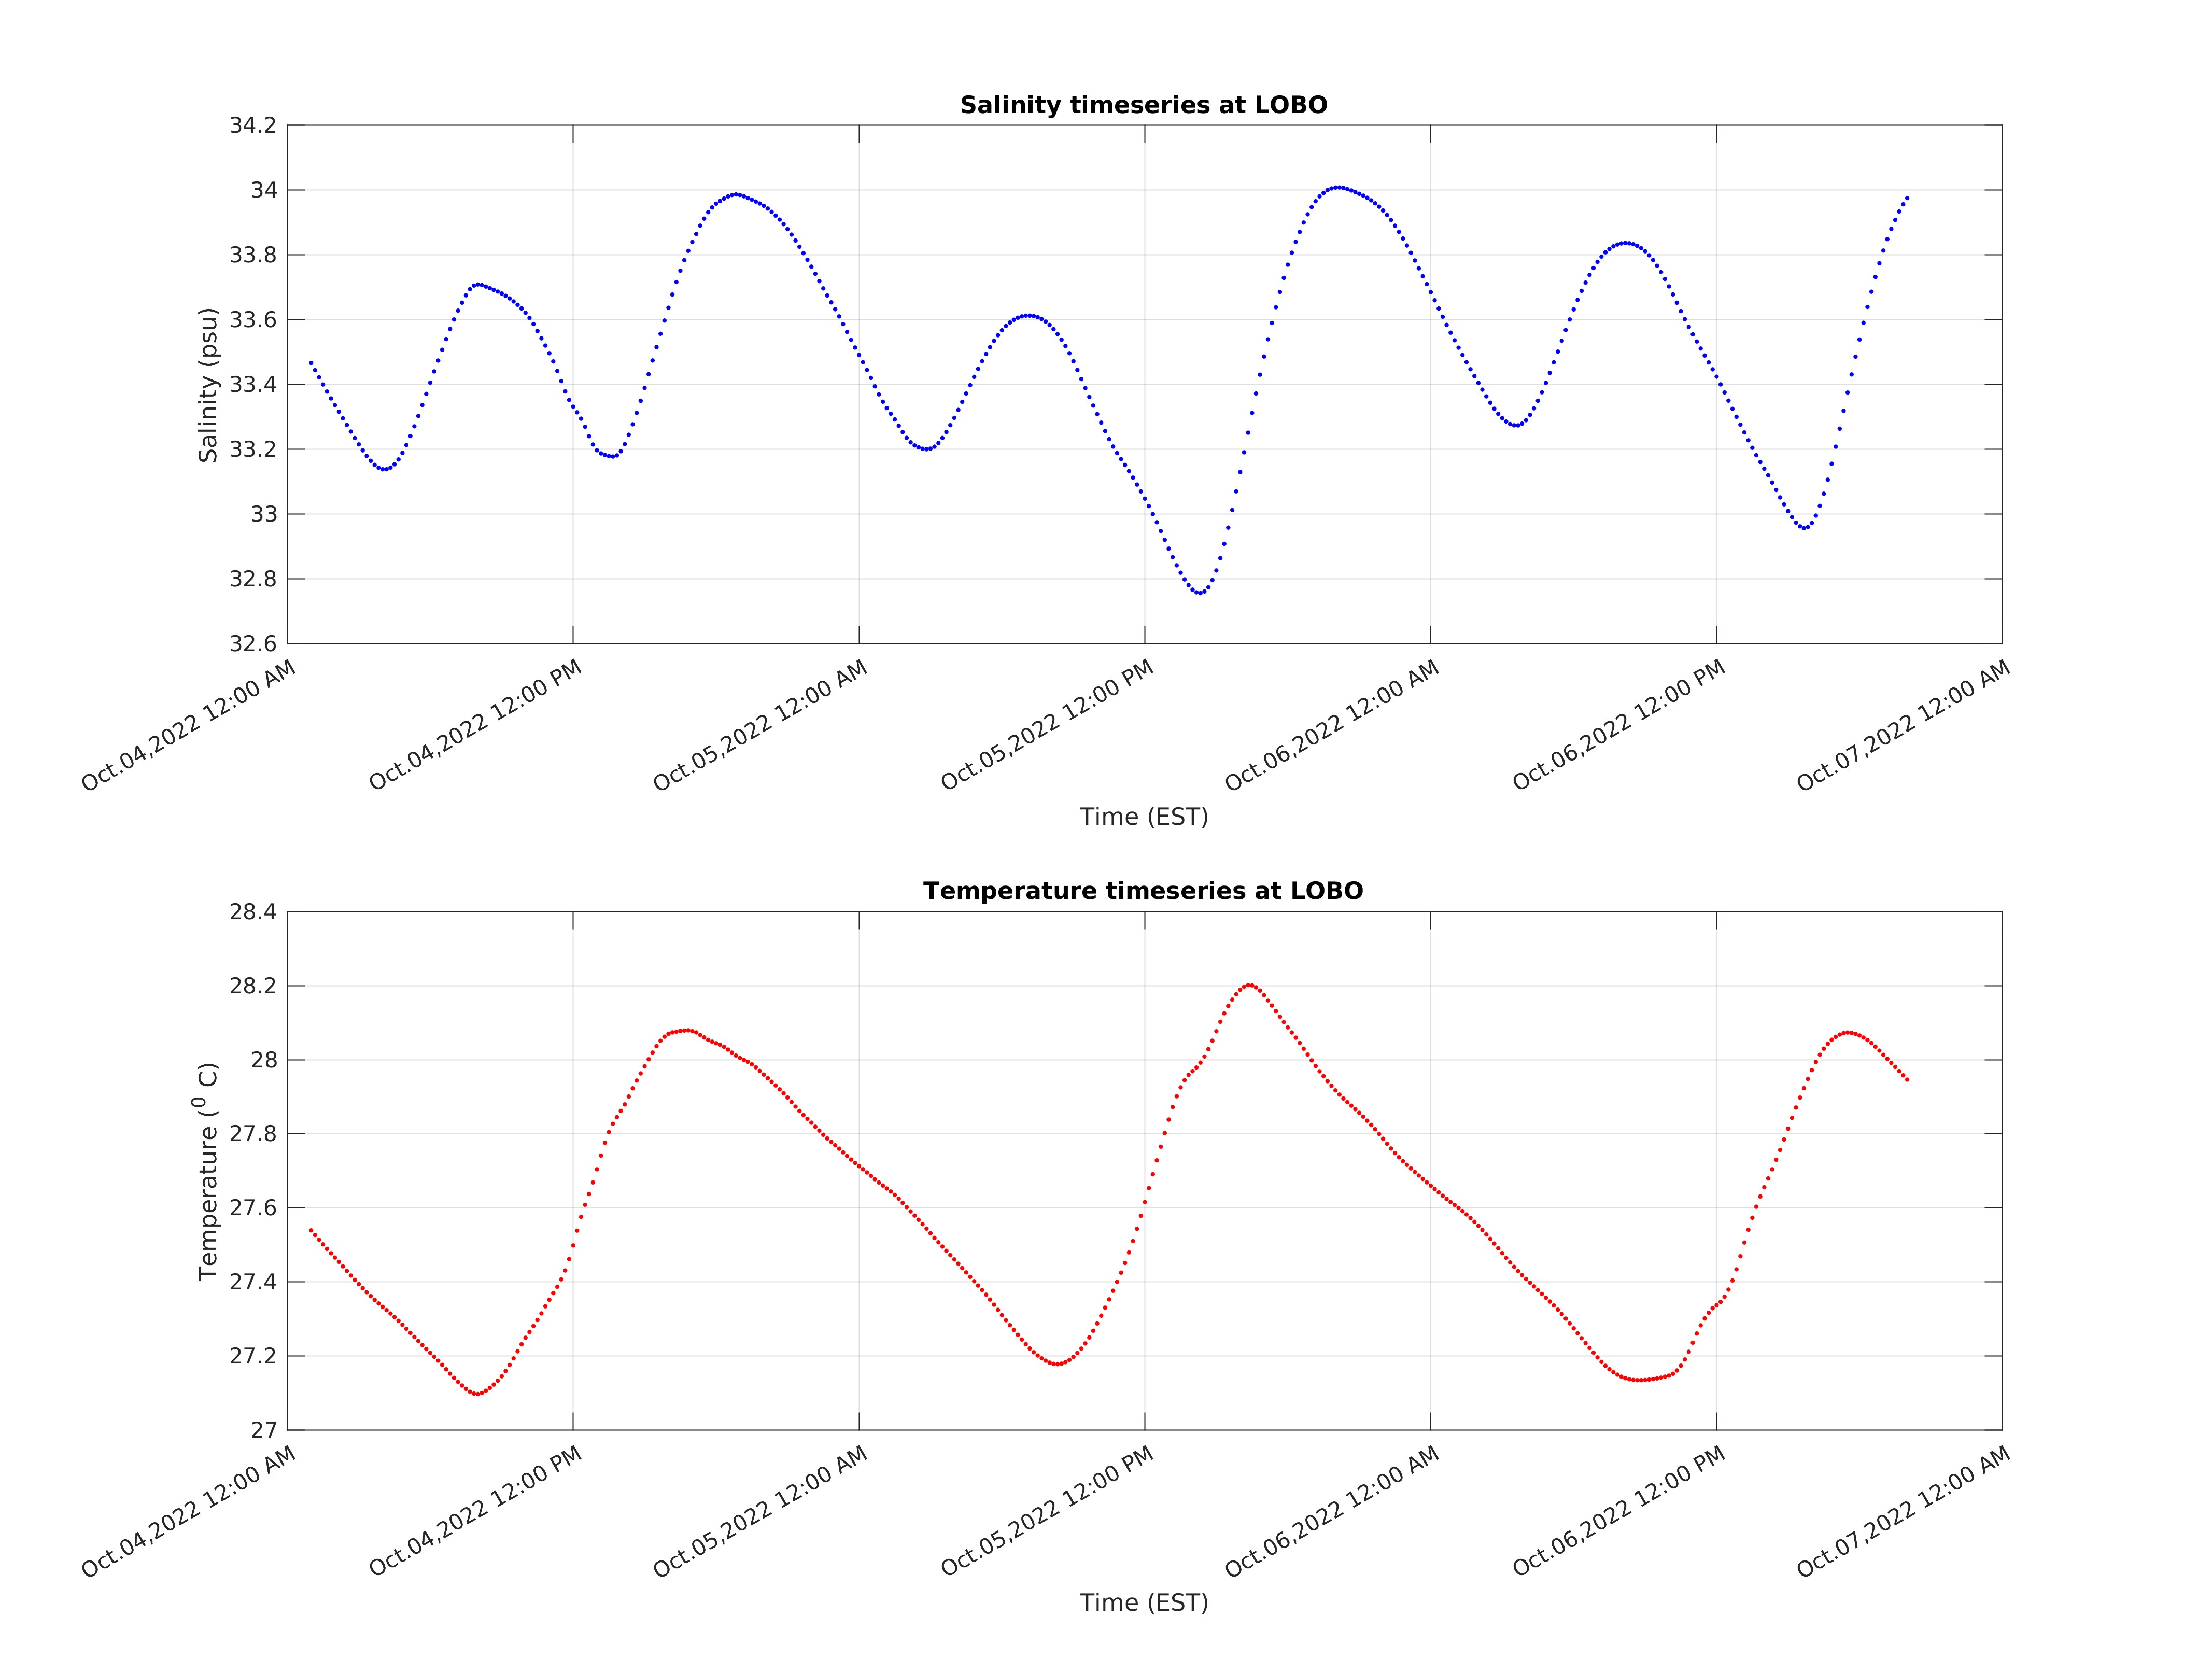 Salinity timeseries at LOBO
34.2
34
33.8
33.6
33.4
33.2
33
32.8
32.6
Salinity (psu)
Oct.04,2022 12:00 AM
Oct.04,2022 12:00 PM
Oct.05,2022 12:00 AM
Oct.05,2022 12:00 PM
Oct.06,2022 12:00 AM
Oct.06,2022 12:00 PM
Oct.07,2022 12:00 AM
Time (EST)
Temperature timeseries at LOBO
28.4
28.2
28
27.8
27.6
27.4
27.2
27
Temperature (⁰ C)
Oct.04,2022 12:00 AM
Oct.04,2022 12:00 PM
Oct.05,2022 12:00 AM
Oct.05,2022 12:00 PM
Oct.06,2022 12:00 AM
Oct.06,2022 12:00 PM
Oct.07,2022 12:00 AM
Time (EST)